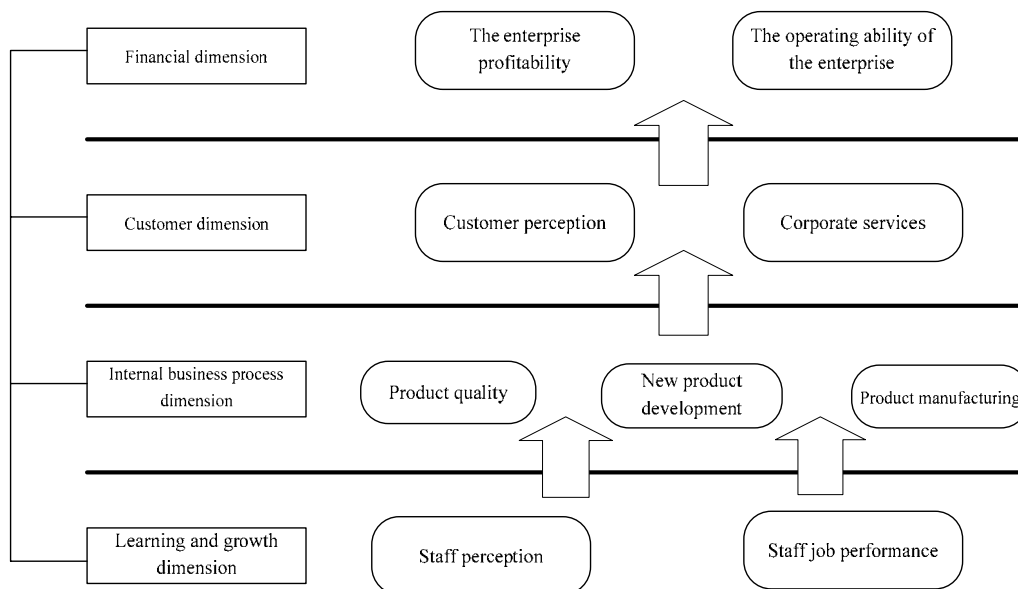 Financial dimension
The enterprise
profitability
The operating ability of
the enterprise
Customer dimension
Customer perception
Corporate services
Internal business process
dimension
Product quality
New product
development
Product manufacturing
Learning and growth
dimension
Staff perception
Staff job performance